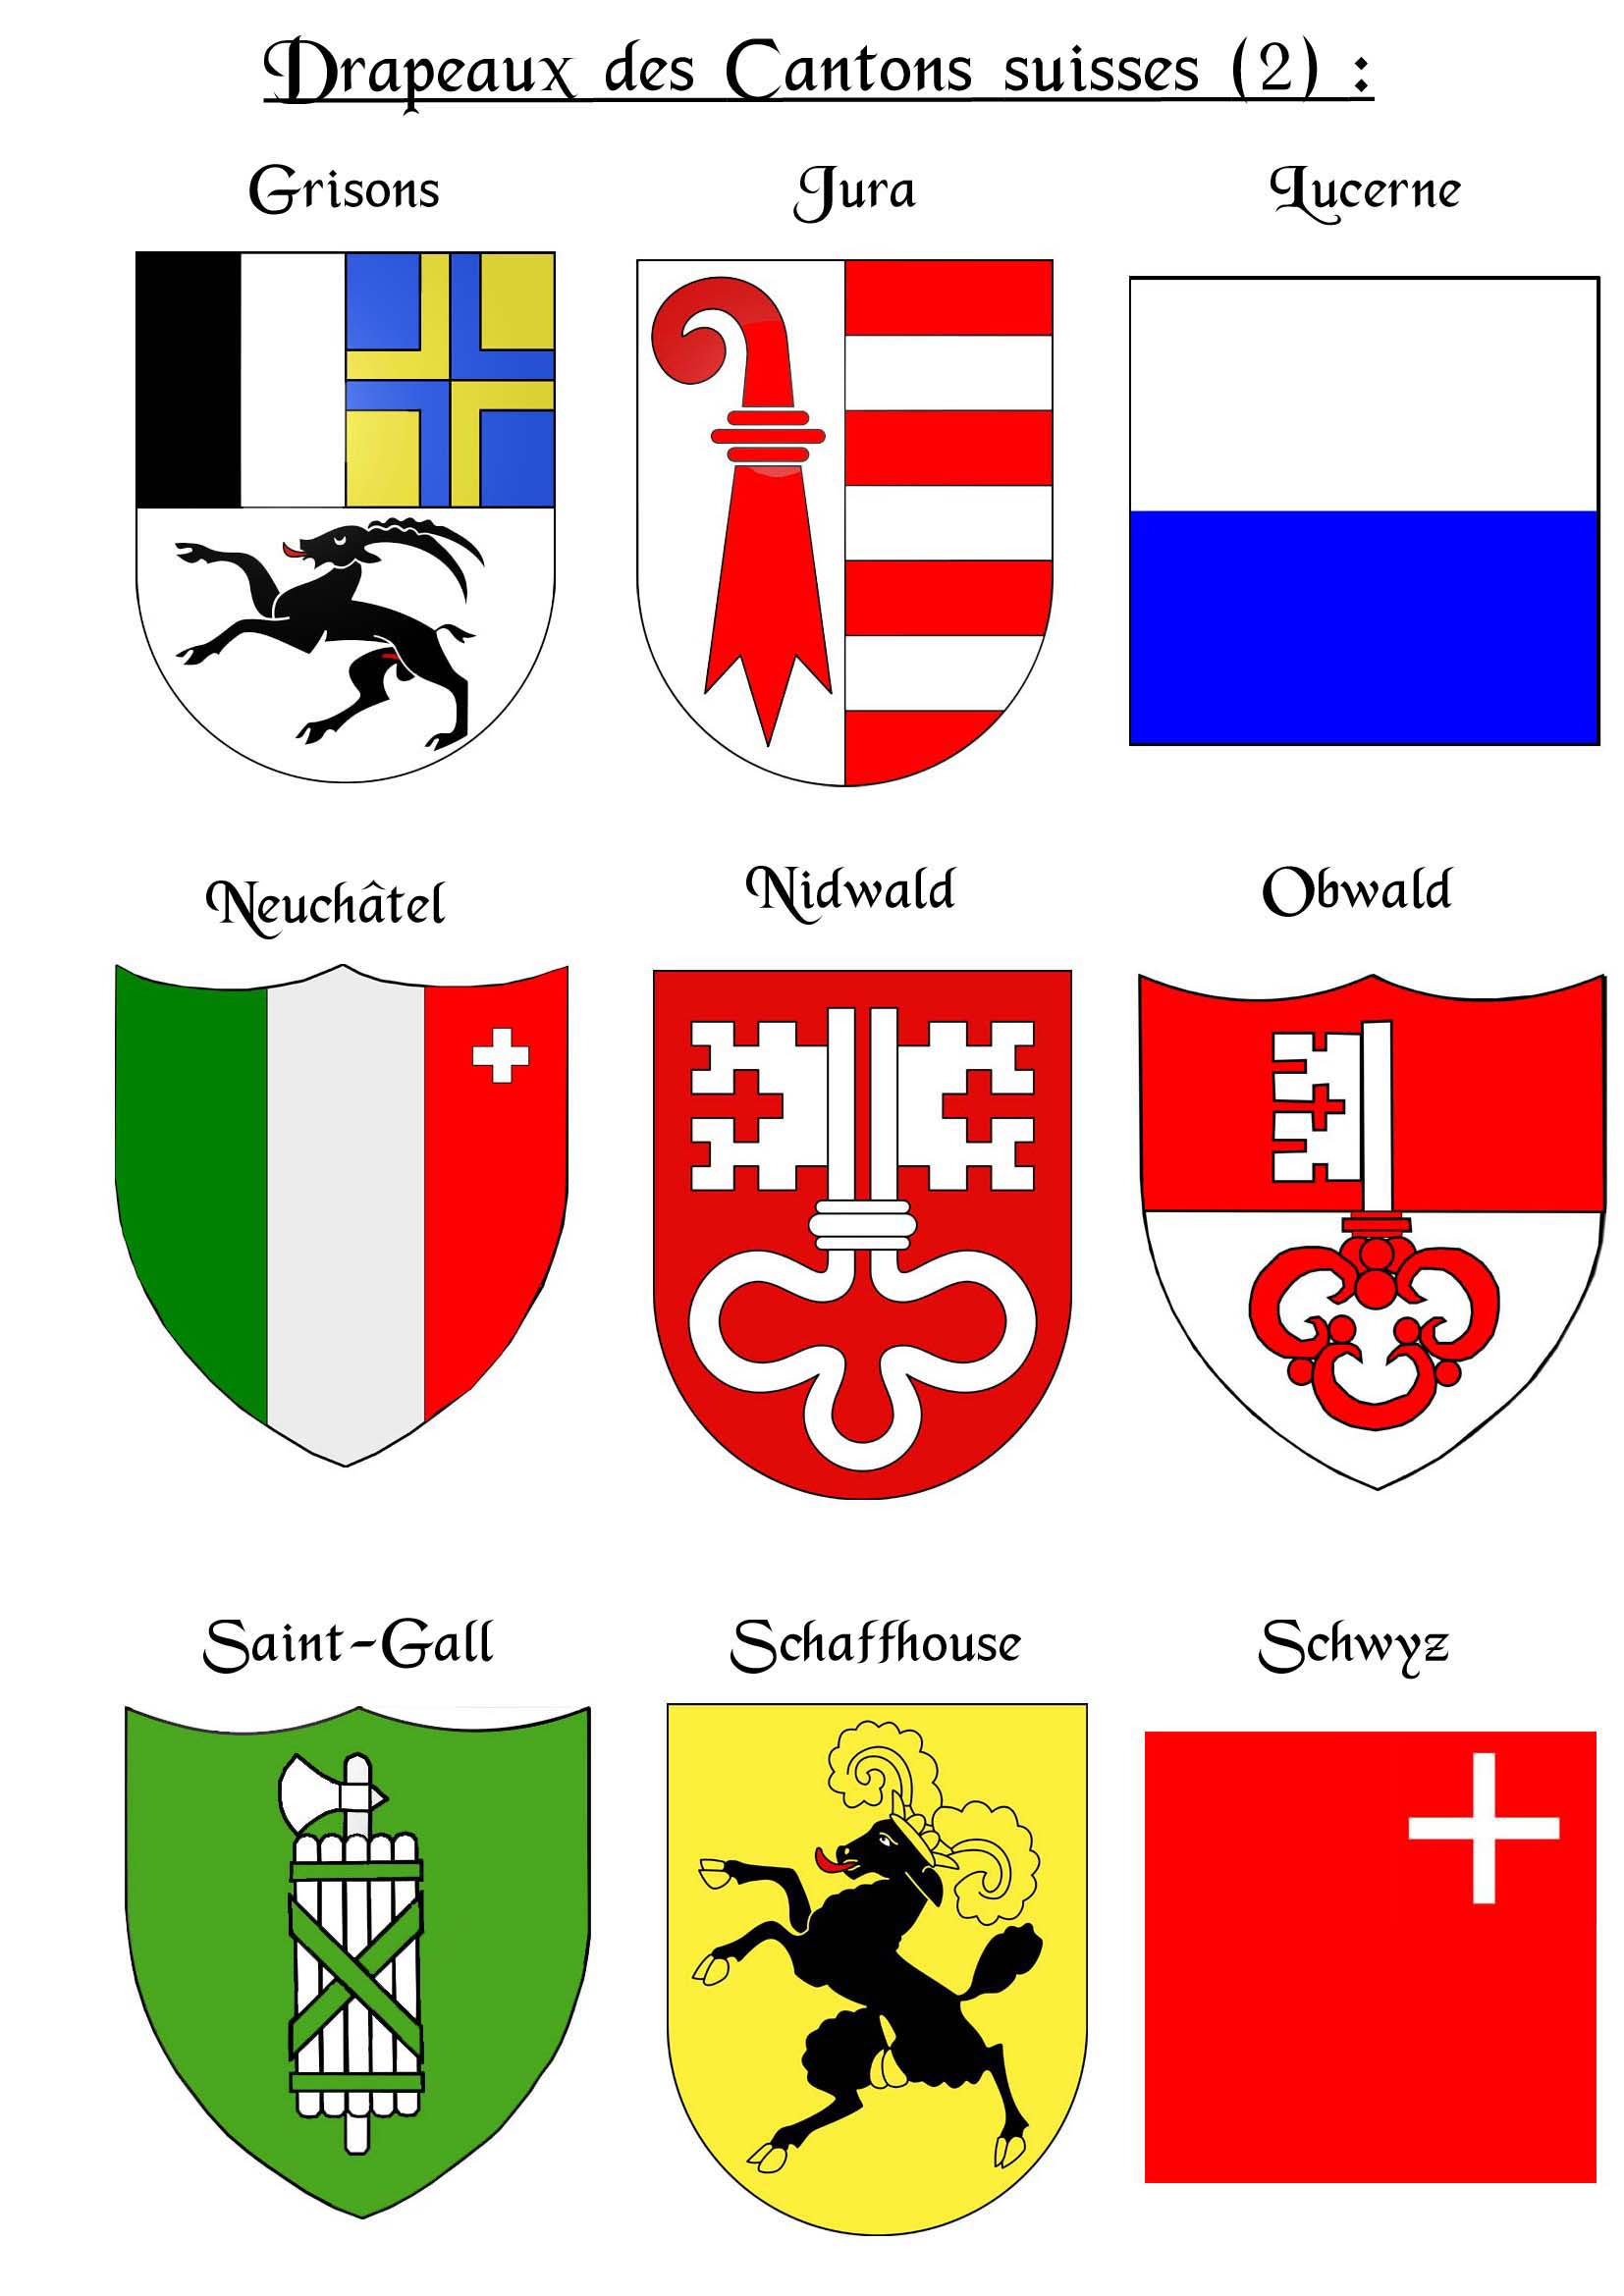 Drapeaux des Cantons suisses (2) :
Grisons
Jura
Lucerne
Neuchâtel
Nidwald
Obwald
Saint-Gall
Schaffhouse
Schwyz